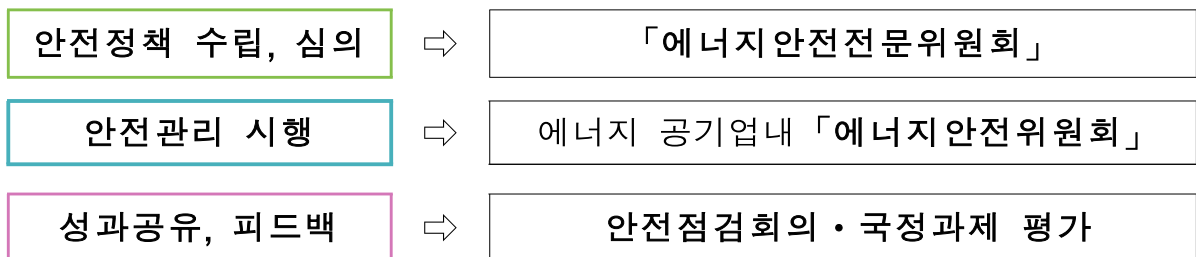 안전정책 수립, 심의 ⇨ 「에너지안전전문위원회」
안전관리 시행 ⇨ 에너지 공기업내 「에너지안전위원회」
성과공유, 피드백 ⇨ 안전점검회의・국정과제 평가